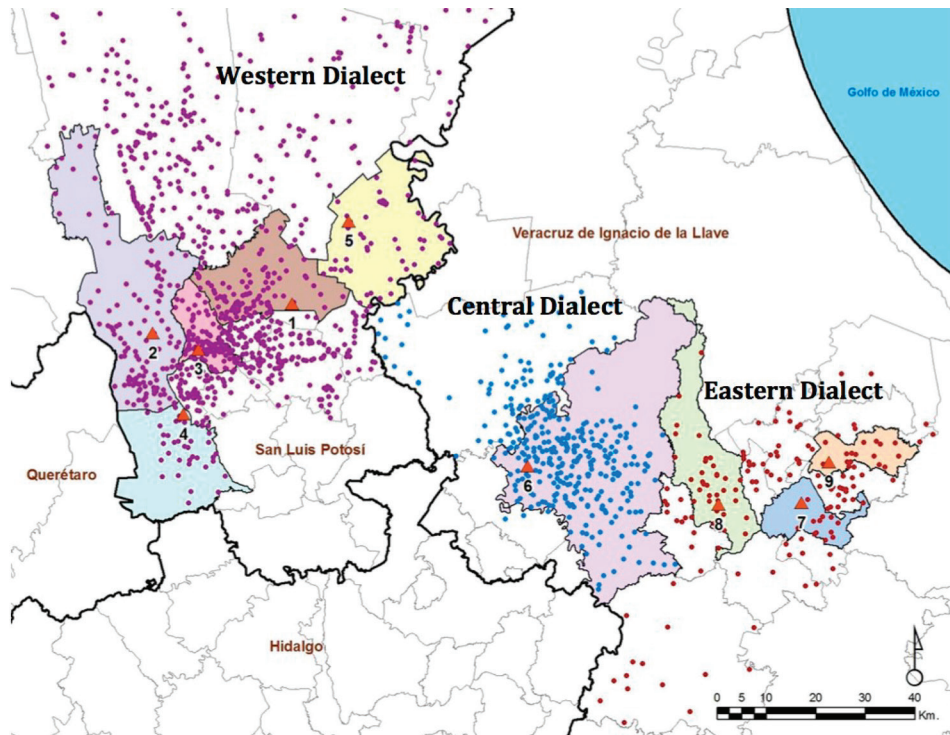 Western Dialect
Golfo de México
5
Veracruz de Ignacio de la Llave
Central Dialect
1
2
3
Eastern Dialect
4
San Luis Potosí
Querétaro
6
9
7
8
Hidalgo
0 5 10 20 30 40
Km.